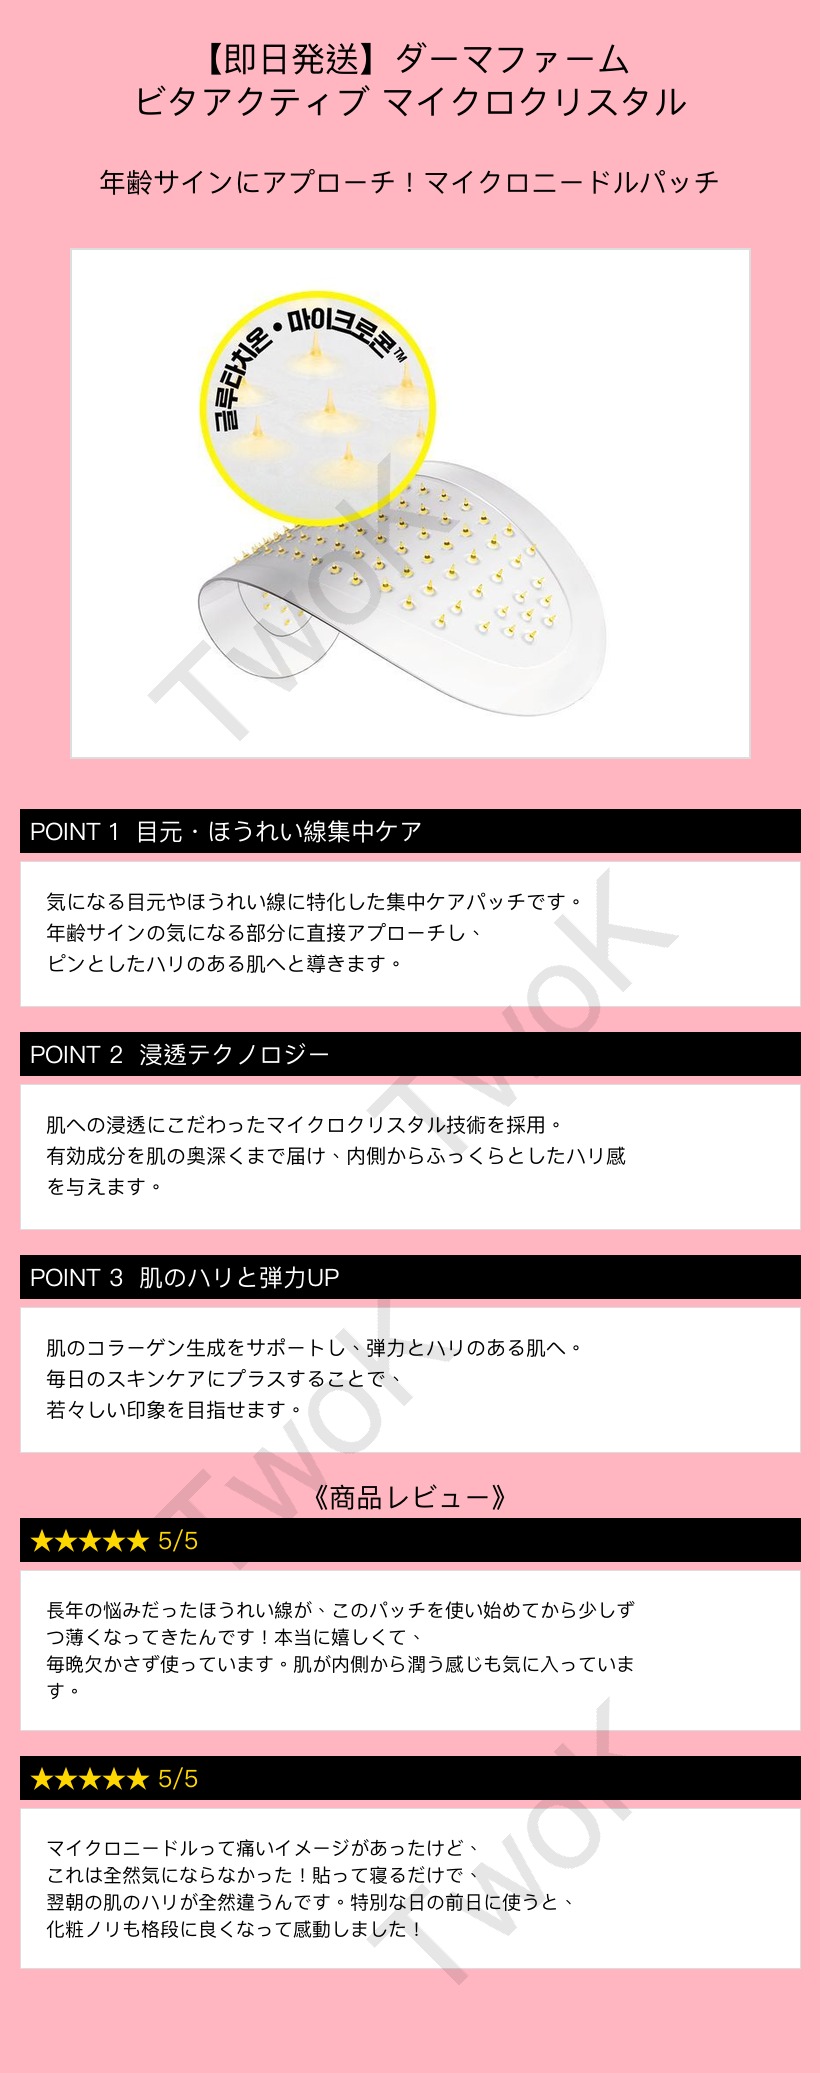 【即日発送】ダーマファーム
ビタアクティブ マイクロクリスタル
年齢サインにアプローチ！マイクロニードルパッチ
글루타치온・마이크로콘™
TwoK
POINT 1 目元・ほうれい線集中ケア
気になる目元やほうれい線に特化した集中ケアパッチです。
年齢サインの気になる部分に直接アプローチし、
ピンとしたハリのある肌へと導きます。
TwoK
POINT 2 浸透テクノロジー
肌への浸透にこだわったマイクロクリスタル技術を採用。
有効成分を肌の奥深くまで届け、内側からふっくらとしたハリ感
を与えます。
POINT 3 肌のハリと弾力UP
肌のコラーゲン生成をサポートし、弾力とハリのある肌へ。
毎日のスキンケアにプラスすることで、
若々しい印象を目指せます。
TwoK
《商品レビュー》
★★★★★ 5/5
長年の悩みだったほうれい線が、このパッチを使い始めてから少しず
つ薄くなってきたんです！本当に嬉しくて、
毎晩欠かさず使っています。肌が内側から潤う感じも気に入っていま
す。
★★★★★ 5/5
マイクロニードルって痛いイメージがあったけど、
これは全然気にならなかった！貼って寝るだけで、
翌朝の肌のハリが全然違うんです。特別な日の前日に使うと、
化粧ノリも格段に良くなって感動しました！
TwoK